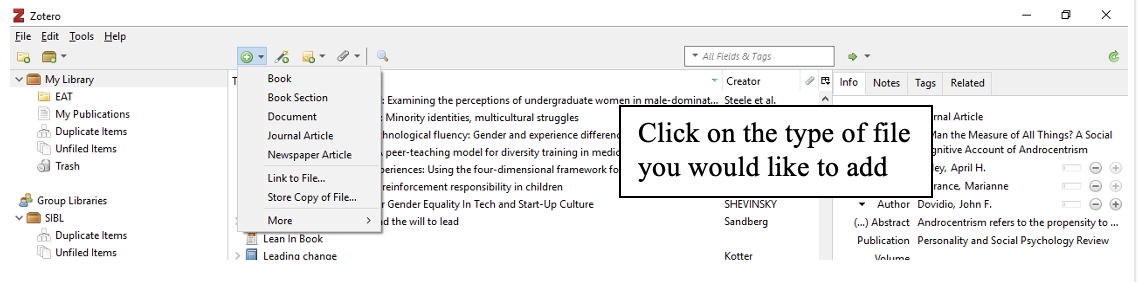 Zotero
File Edit Tools Help
All Fields & Tags
My Library
EAT
My Publications
Duplicate Items
Unfiled Items
Trash
Group Libraries
SIBL
Duplicate Items
Unfiled Items
Book
Book Section
Document
Journal Article
Newspaper Article
Link to File...
Store Copy of File...
More
T Creator
: Examining the perceptions of undergraduate women in male-dominat... Steele et al.
: Minority identities, multicultural struggles
hnological fluency: Gender and experience differenc
peer-teaching model for diversity training in medic
periences: Using the four-dimensional framework fo
reinforcement responsibility in children
r Gender Equality In Tech and Start-Up Culture SHEVINSKY
d the will to lead Sandberg
Lean In Book
Leading change Kotter
Click on the type of file
you would like to add
Info Notes Tags Related
rnal Article
Man the Measure of All Things? A Social
gnitive Account of Androcentrism
ley, April H.
rance, Marianne
Author Dovidio, John F.
(...) Abstract Androcentrism refers to the propensity to ...
Publication Personality and Social Psychology Review
Volume